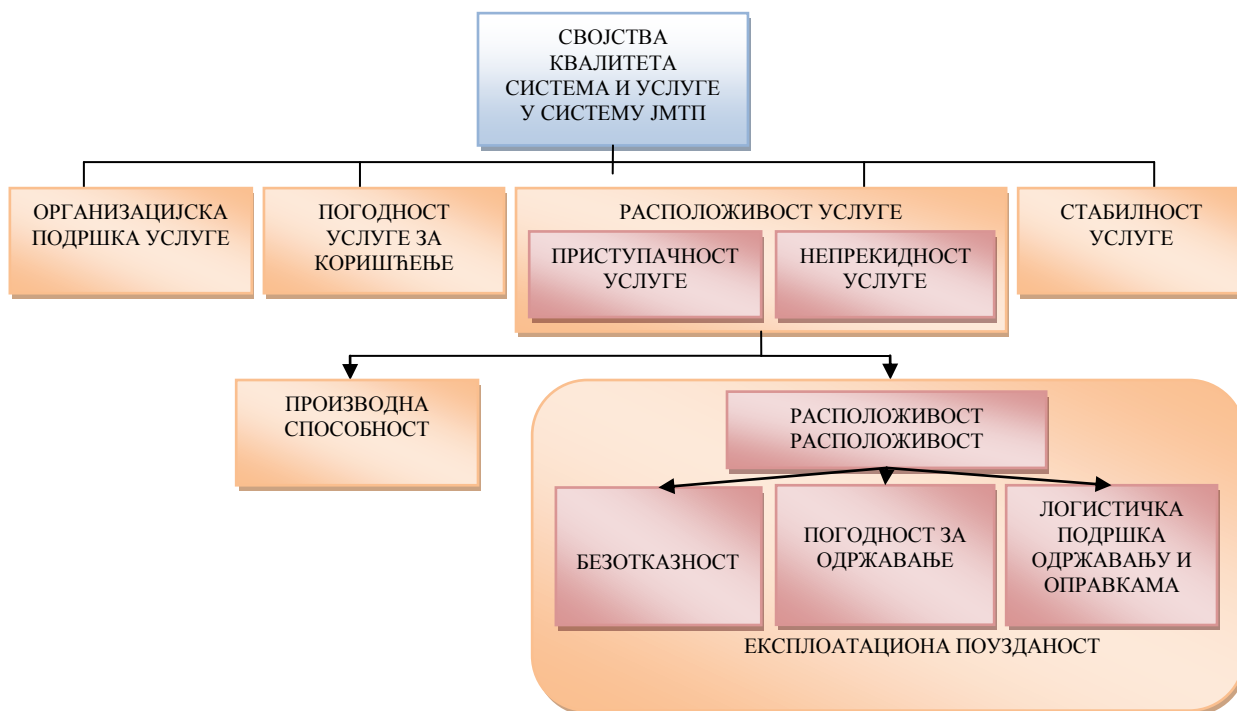 СВОЈСТВА
КВАЛИТЕТА
СИСТЕМА И УСЛУГЕ
У СИСТЕМУ ЈМТП
ОРГАНИЗАЦИЈСКА
ПОДРШКА УСЛУГЕ
ПОГОДНОСТ
УСЛУГЕ ЗА
КОРИШЋЕЊЕ
РАСПОЛОЖИВОСТ УСЛУГЕ
ПРИСТУПАЧНОСТ
УСЛУГЕ
НЕПРЕКИДНОСТ
УСЛУГЕ
СТАБИЛНОСТ
УСЛУГЕ
ПРОИЗВОДНА
СПОСОБНОСТ
РАСПОЛОЖИВОСТ
РАСПОЛОЖИВОСТ
БЕЗОТКАЗНОСТ
ПОГОДНОСТ ЗА
ОДРЖАВАЊЕ
ЛОГИСТИЧКА
ПОДРШКА
ОДРЖАВАЊУ И
ОПРАВКАМА
ЕКСПЛОАТАЦИОНА ПОУЗДАНОСТ